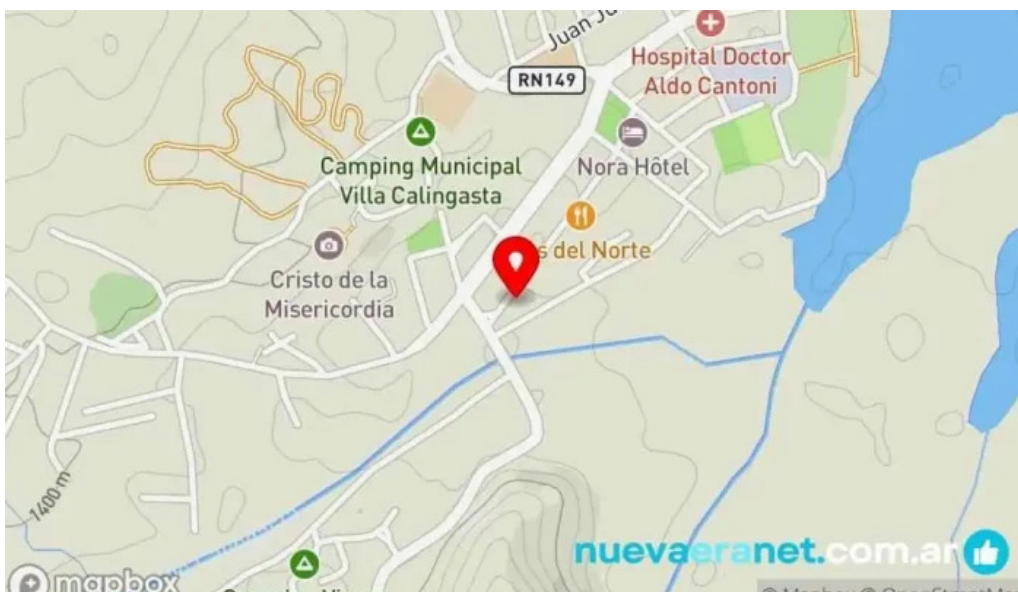 Juan Ju
RN149
Hospital Doctor
Aldo Cantoni
Camping Municipal
Villa Calingasta
Nora Hôtel
s del Norte
Cristo de la
Misericordia
1400 m
nuevaeranet.com.ar
mapbox